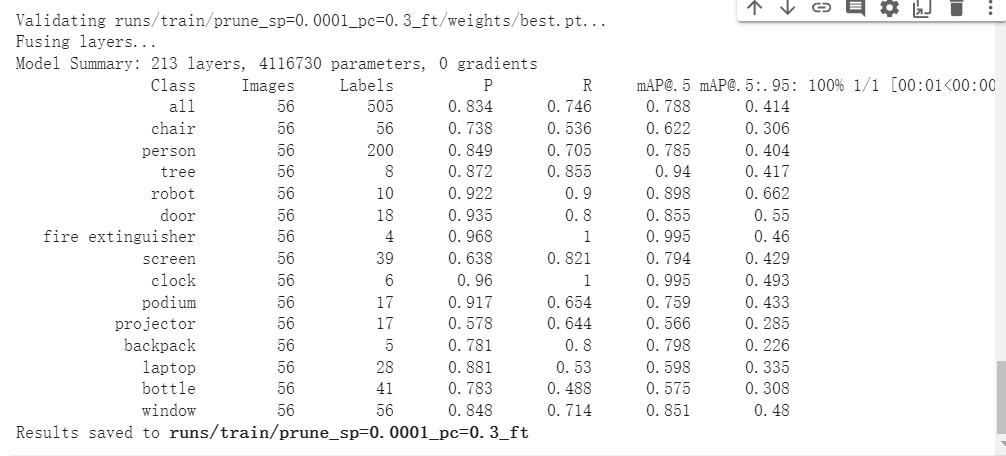 Validating runs/train/prune_sp=0.0001_pc=0.3_ft/weights/best.pt...
Fusing layers...
Model Summary: 213 layers, 4116730 parameters, 0 gradients
Class Images Labels P R mAP@.5 mAP@.5:.95: 100% 1/1 [00:01<00:00
all 56 505 0.834 0.746 0.788 0.414
chair 56 56 0.738 0.536 0.622 0.306
person 56 200 0.849 0.705 0.785 0.404
tree 56 8 0.872 0.855 0.94 0.417
robot 56 10 0.922 0.9 0.898 0.662
door 56 18 0.935 0.8 0.855 0.55
fire extinguisher 56 4 0.968 1 0.995 0.46
screen 56 39 0.638 0.821 0.794 0.429
clock 56 6 0.96 1 0.995 0.493
podium 56 17 0.917 0.654 0.759 0.433
projector 56 17 0.578 0.644 0.566 0.285
backpack 56 5 0.781 0.8 0.798 0.226
laptop 56 28 0.881 0.53 0.598 0.335
bottle 56 41 0.783 0.488 0.575 0.308
window 56 56 0.848 0.714 0.851 0.48
Results saved to runs/train/prune_sp=0.0001_pc=0.3_ft